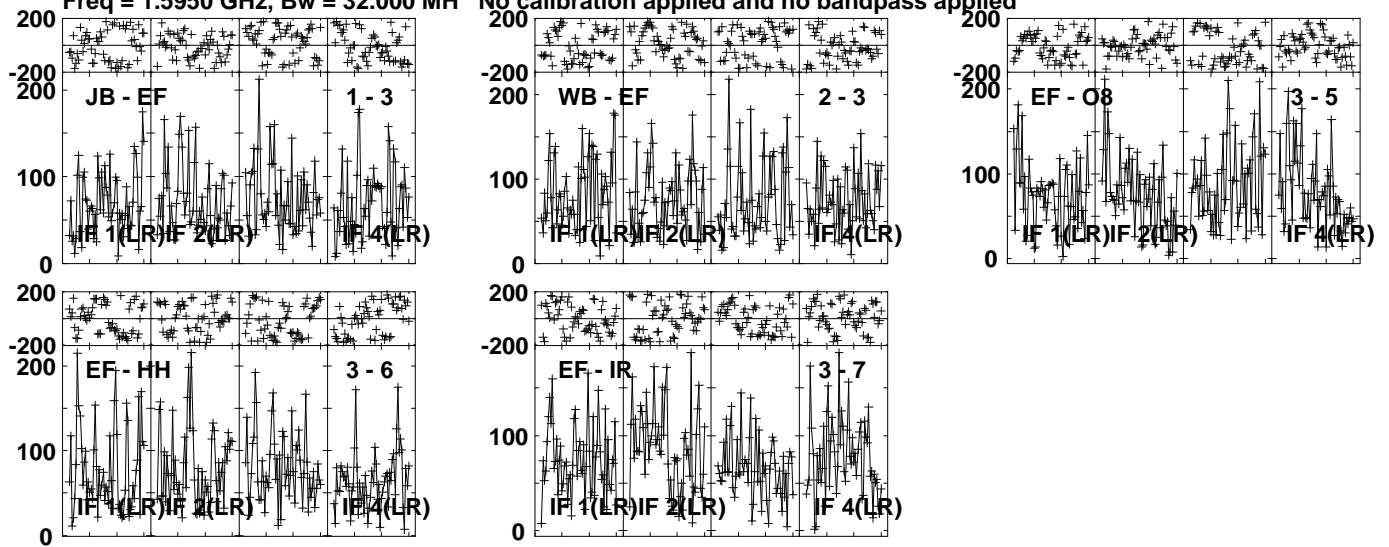 Freq = 1.5950 GHz, Bw = 32.000 MH No calibration applied and no bandpass applied
200
-200
200
100
0
JB - EF
1 - 3
IF 1(LR)
IF 2(LR)
IF 4(LR)
200
-200
200
100
0
WB - EF
2 - 3
IF 1(LR)
IF 2(LR)
IF 4(LR)
200
-200
200
100
0
EF - O8
3 - 5
IF 1(LR)
IF 2(LR)
IF 4(LR)
200
-200
200
100
0
EF - HH
3 - 6
IF 1(LR)
IF 2(LR)
IF 4(LR)
200
-200
100
0
EF - IR
3 - 7
IF 1(LR)
IF 2(LR)
IF 4(LR)